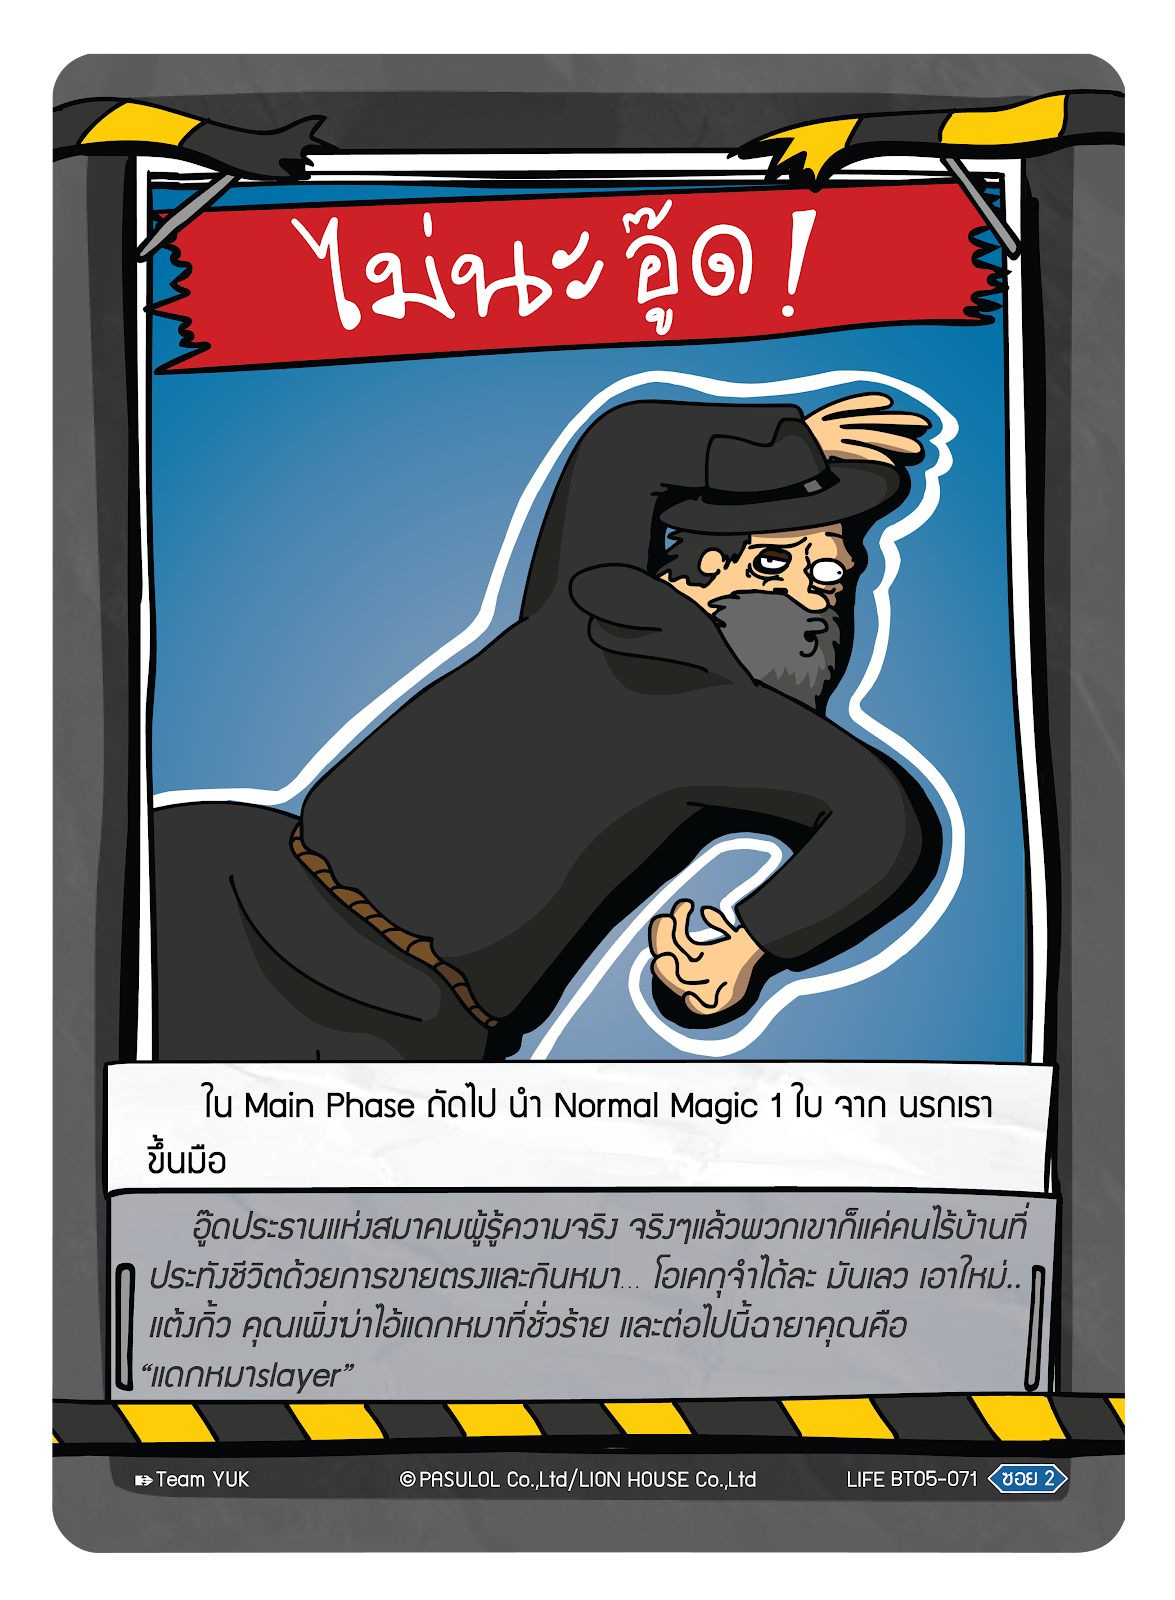 ไม่นะ อู๊ด !
ใน Main Phase ถัดไป นำ Normal Magic 1 ใบ จาก นรกเรา
ขึ้นมือ
อู๊ดประธานแห่งสมาคมผู้รู้ความจริง จริงๆแล้วพวกเขาก็แค่คนไร้บ้านที่
ประทังชีวิตด้วยการขายตรงและกินหมา... โอเคกุจำได้ละ มันเลว เอาใหม่..
แต้งกิ้ว คุณเพิ่งฆ่าไอ้แดกหมาที่ชั่วร้าย และต่อไปนี้ฉายาคุณคือ
“แดกหมาslayer”
Team YUK ©PASULOL Co.,Ltd/LION HOUSE Co.,Ltd LIFE BT05-071 ซอย 2